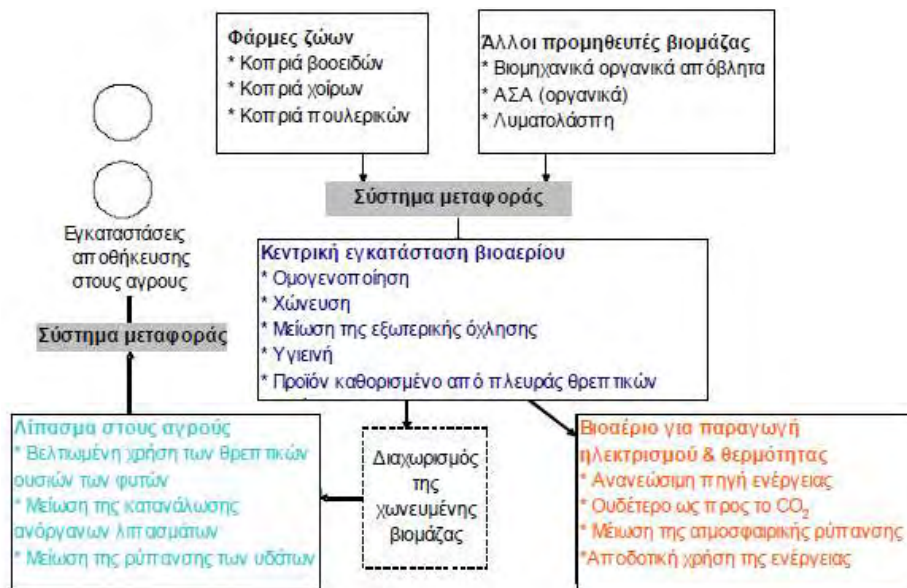 Φάρμες ζώων
* Κοπριά βοοειδών
* Κοπριά χοίρων
* Κοπριά πουλερικών
Άλλοι προμηθευτές βιομάζας
* Βιομηχανικά οργανικά απόβλητα
* ΑΣΑ (οργανικά)
* Λυματολάσπη
Σύστημα μεταφοράς
Εγκαταστάσεις
αποθήκευσης
στους αγρους
Σύστημα μεταφοράς
Κεντρική εγκατάσταση βιοαερίου
* Ομογενοποίηση
* Χώνευση
* Μείωση της εξωτερικής όχλησης
* Υγιεινή
* Προϊόν καθορισμένο από πλευράς θρεπτικών
Λίπασμα στους αγρούς
* Βελτιωμένη χρήση των θρεπτικών
ουσιών των φυτών
* Μείωση της κατανάλωσης
ανόργανων λιπασμάτων
* Μείωση της ρύπανσης των υδάτων
Διαχωρισμός
της
χωνευμένης
βιομάζας
Βιοαέριο για παραγωγή
ηλεκτρισμού & θερμότητας
* Ανανεώσιμη πηγή ενέργειας
* Ουδέτερο ως προς το CO₂
* Μέιωση της ατμοσφαιρικής ρύπανσης
*Αποδοτική χρήση της ενέργειας